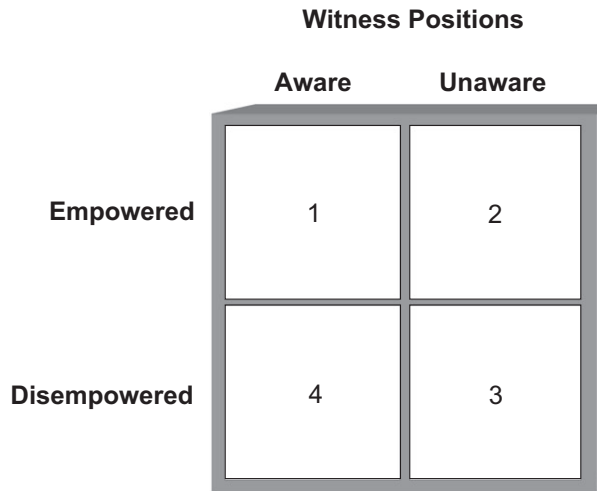 Witness Positions
Aware Unaware
Empowered 1 2
Disempowered 4 3